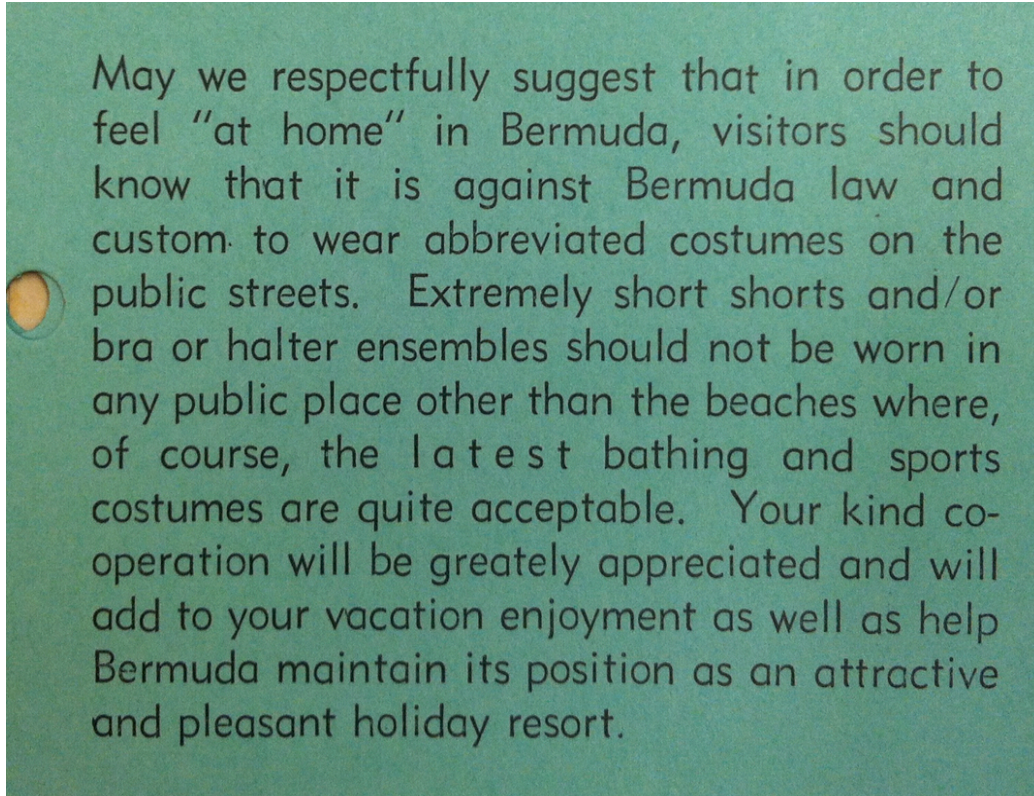 May we respectfully suggest that in order to
feel "at home" in Bermuda, visitors should
know that it is against Bermuda law and
custom to wear abbreviated costumes on the
public streets. Extremely short shorts and/or
bra or halter ensembles should not be worn in
any public place other than the beaches where,
of course, the latest bathing and sports
costumes are quite acceptable. Your kind co-
operation will be greately appreciated and will
add to your vacation enjoyment as well as help
Bermuda maintain its position as an attractive
and pleasant holiday resort.